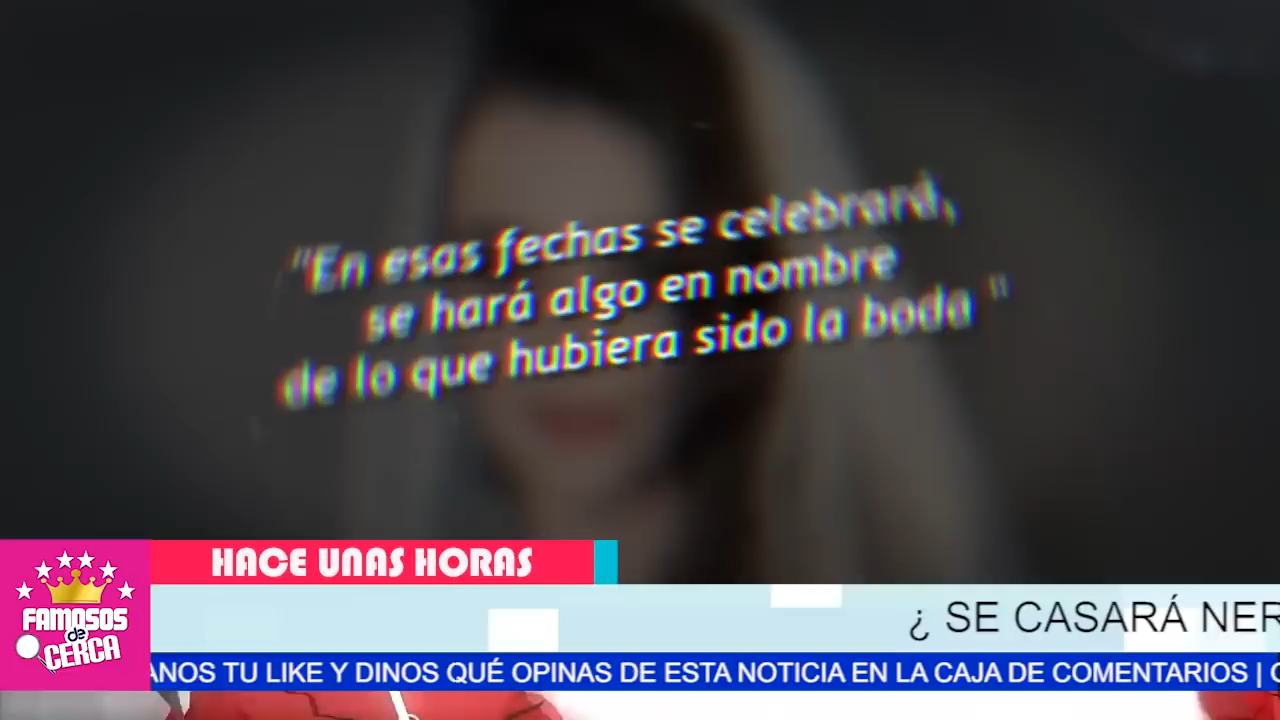 "En esas fechas se celebrará,
se hará algo en nombre
de lo que hubiera sido la boda "
HACE UNAS HORAS
FAMOSOS
de
CERCA
¿ SE CASARÁ NER
ANOS TU LIKE Y DINOS QUÉ OPINAS DE ESTA NOTICIA EN LA CAJA DE COMENTARIOS |